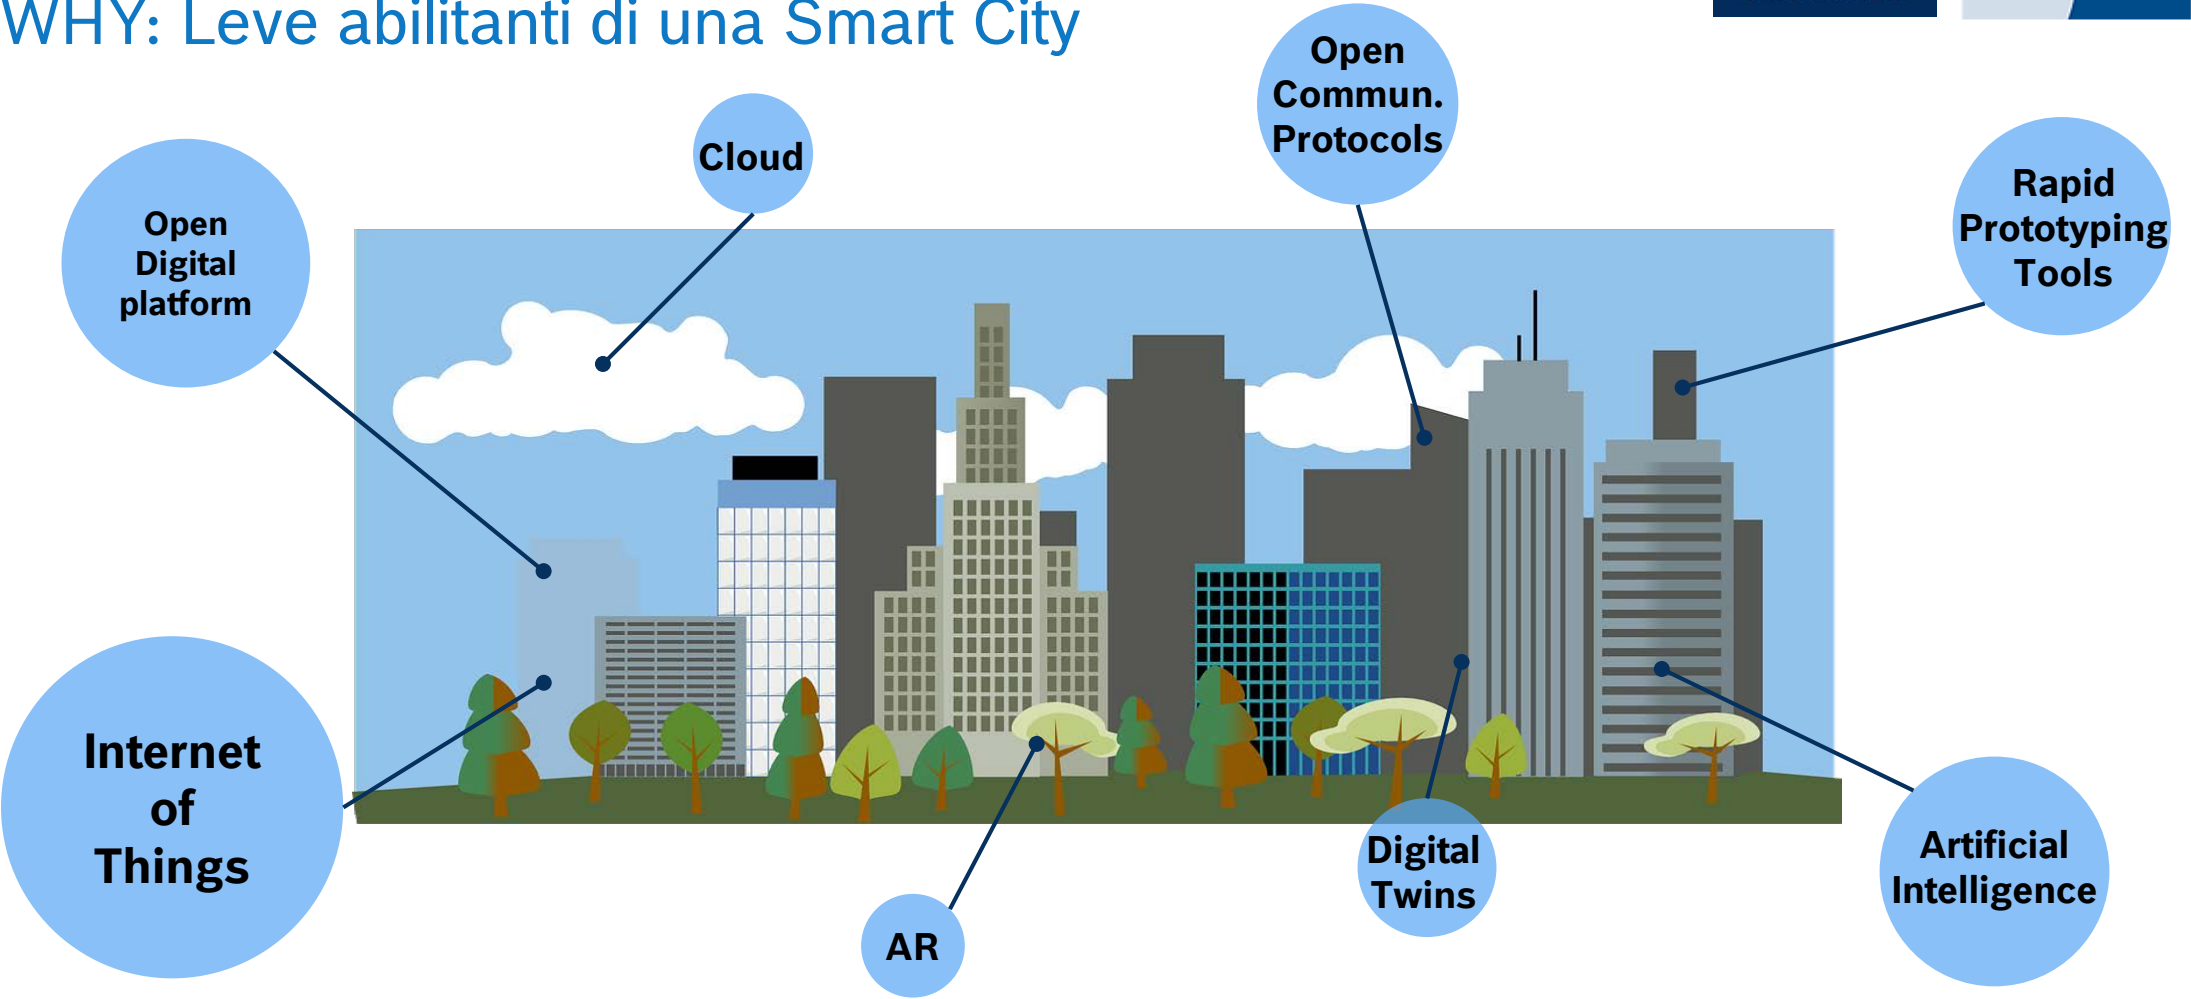 WHY: Leve abilitanti di una Smart City
Open
Commun.
Protocols
Cloud
Rapid
Prototyping
Tools
Open
Digital
platform
Internet
of
Things
Digital
Twins
Artificial
Intelligence
AR